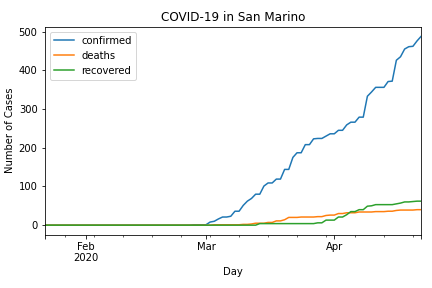 COVID-19 in San Marino
confirmed
deaths
recovered
Number of Cases
500
400
300
200
100
0
Feb
2020
Mar
Apr
Day